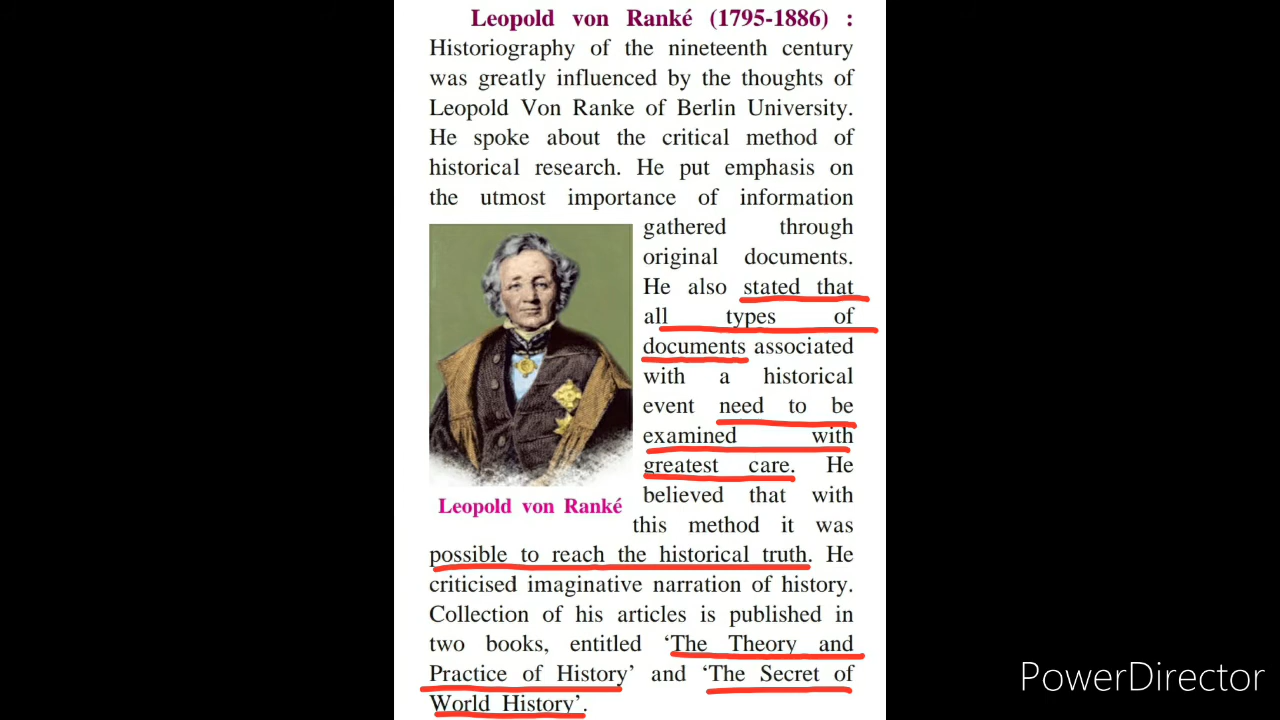 Leopold von Ranké (1795-1886) :
Historiography of the nineteenth century
was greatly influenced by the thoughts of
Leopold Von Ranke of Berlin University.
He spoke about the critical method of
historical research. He put emphasis on
the utmost importance of information
gathered through
original documents.
He also stated that
all types of
documents associated
with a historical
event need to be
examined with
greatest care. He
believed that with
this method it was
possible to reach the historical truth. He
criticised imaginative narration of history.
Collection of his articles is published in
two books, entitled ‘The Theory and
Practice of History’ and ‘The Secret of
World History’.
Leopold von Ranké
PowerDirector